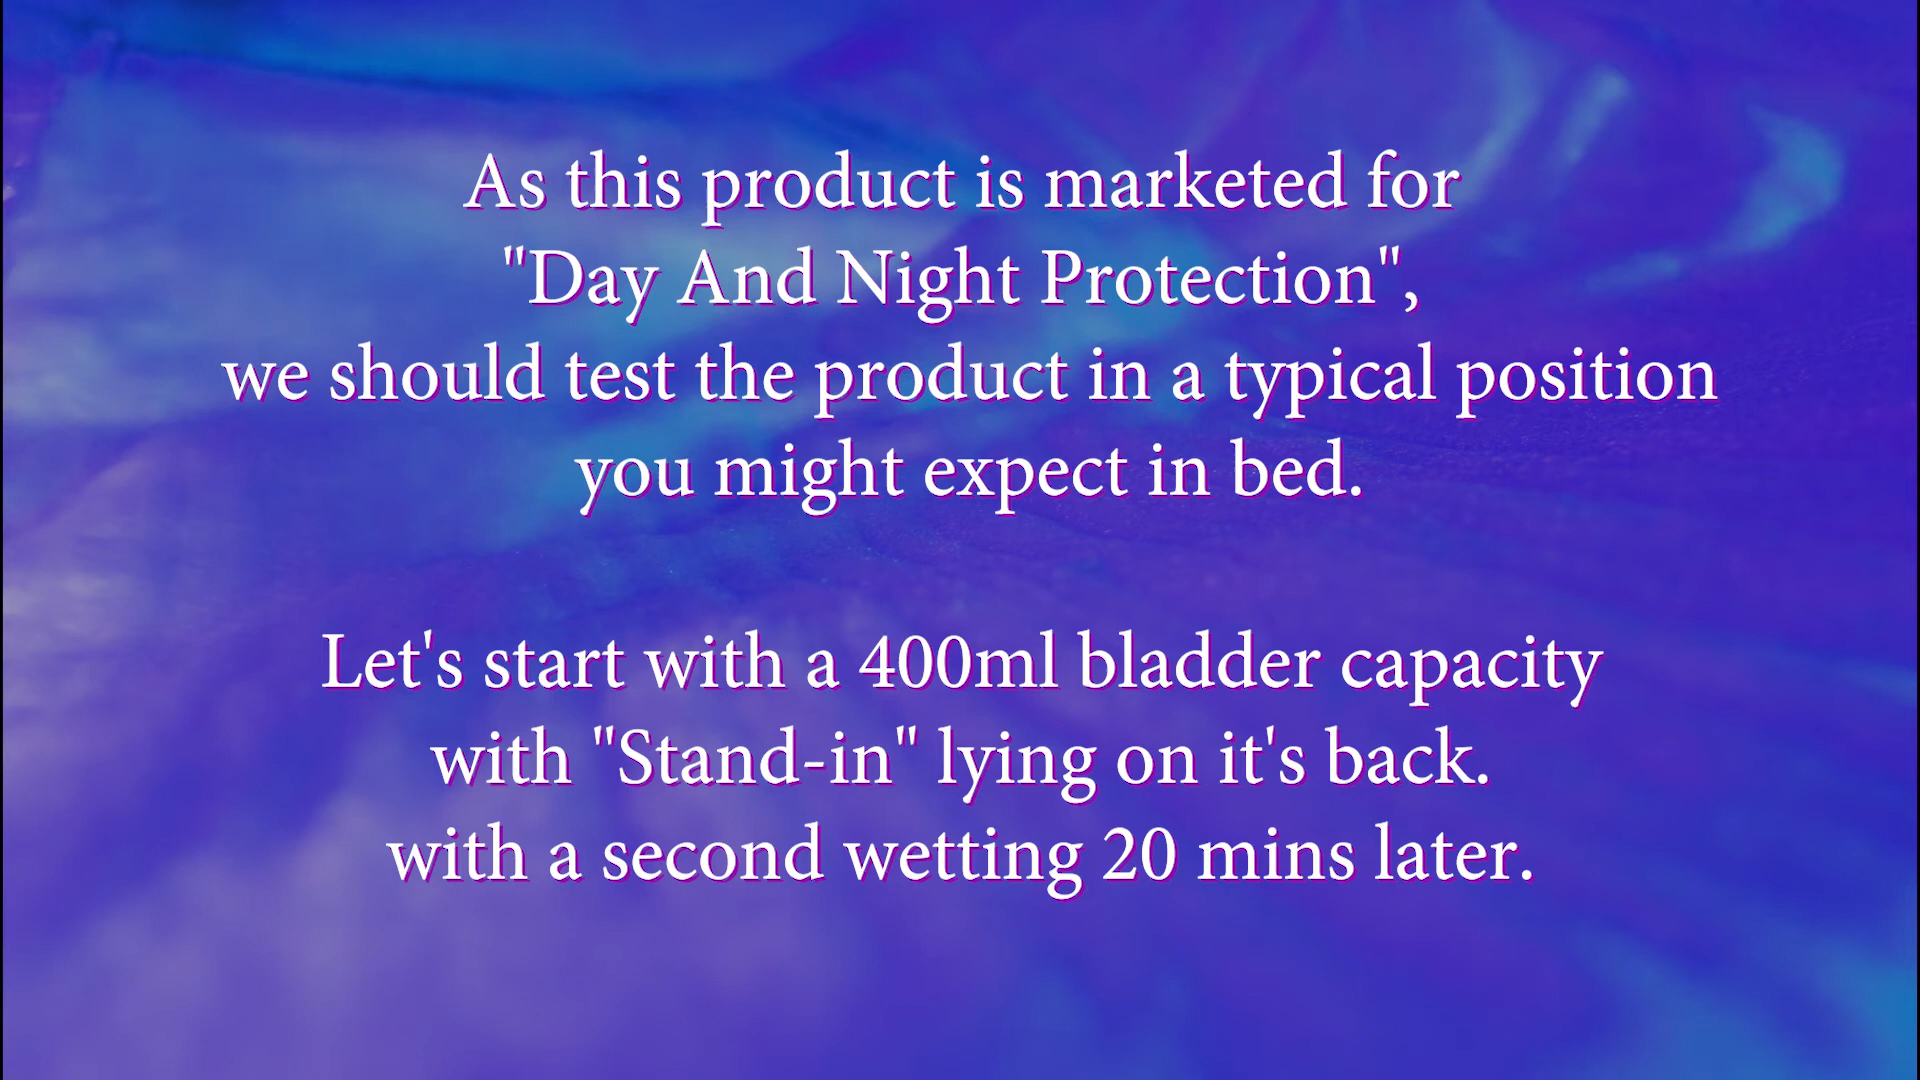 As this product is marketed for
"Day And Night Protection",
we should test the product in a typical position
you might expect in bed.
Let's start with a 400ml bladder capacity
with "Stand-in" lying on it's back.
with a second wetting 20 mins later.